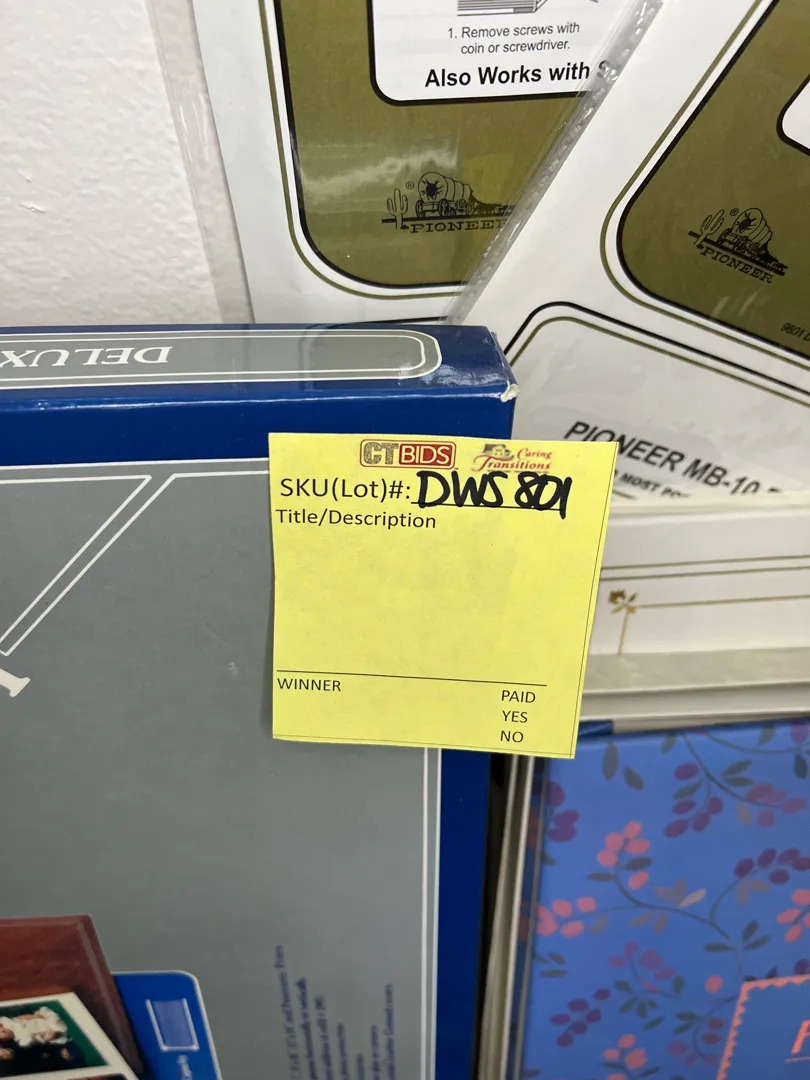 1. Remove screws with
coin or screwdriver.
Also Works with
PIONEER
PIONEER
DELUX
PIONEER MB-10
MOST
CTBIDS
Caring
Transitions
SKU(Lot)#: DWS 801
Title/Description
WINNER
PAID
YES
NO